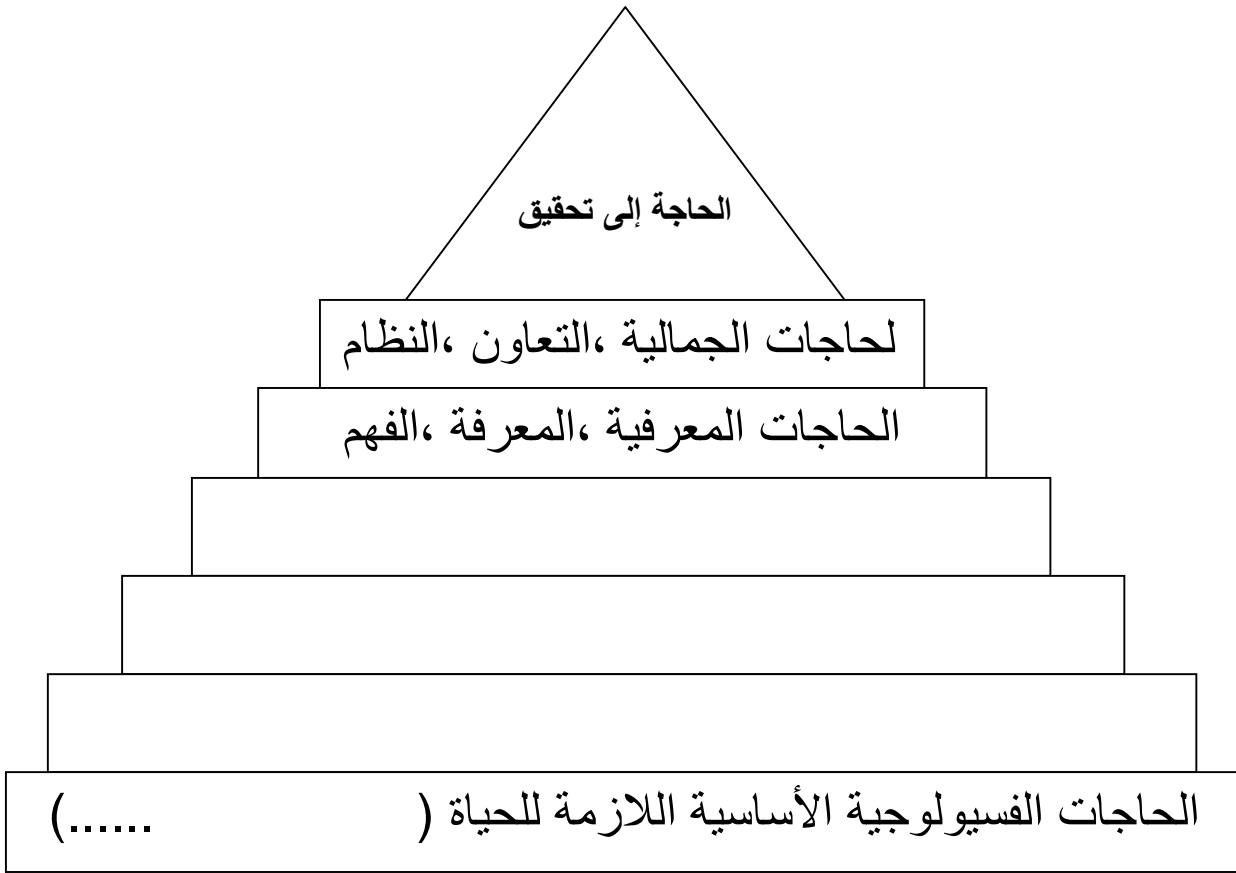 الحاجة إلى تحقيق
لحاجات الجمالية ،التعاون ،النظام
الحاجات المعرفية ،المعرفة ،الفهم
الحاجات الفسيولوجية الأساسية اللازمة للحياة ( ......)